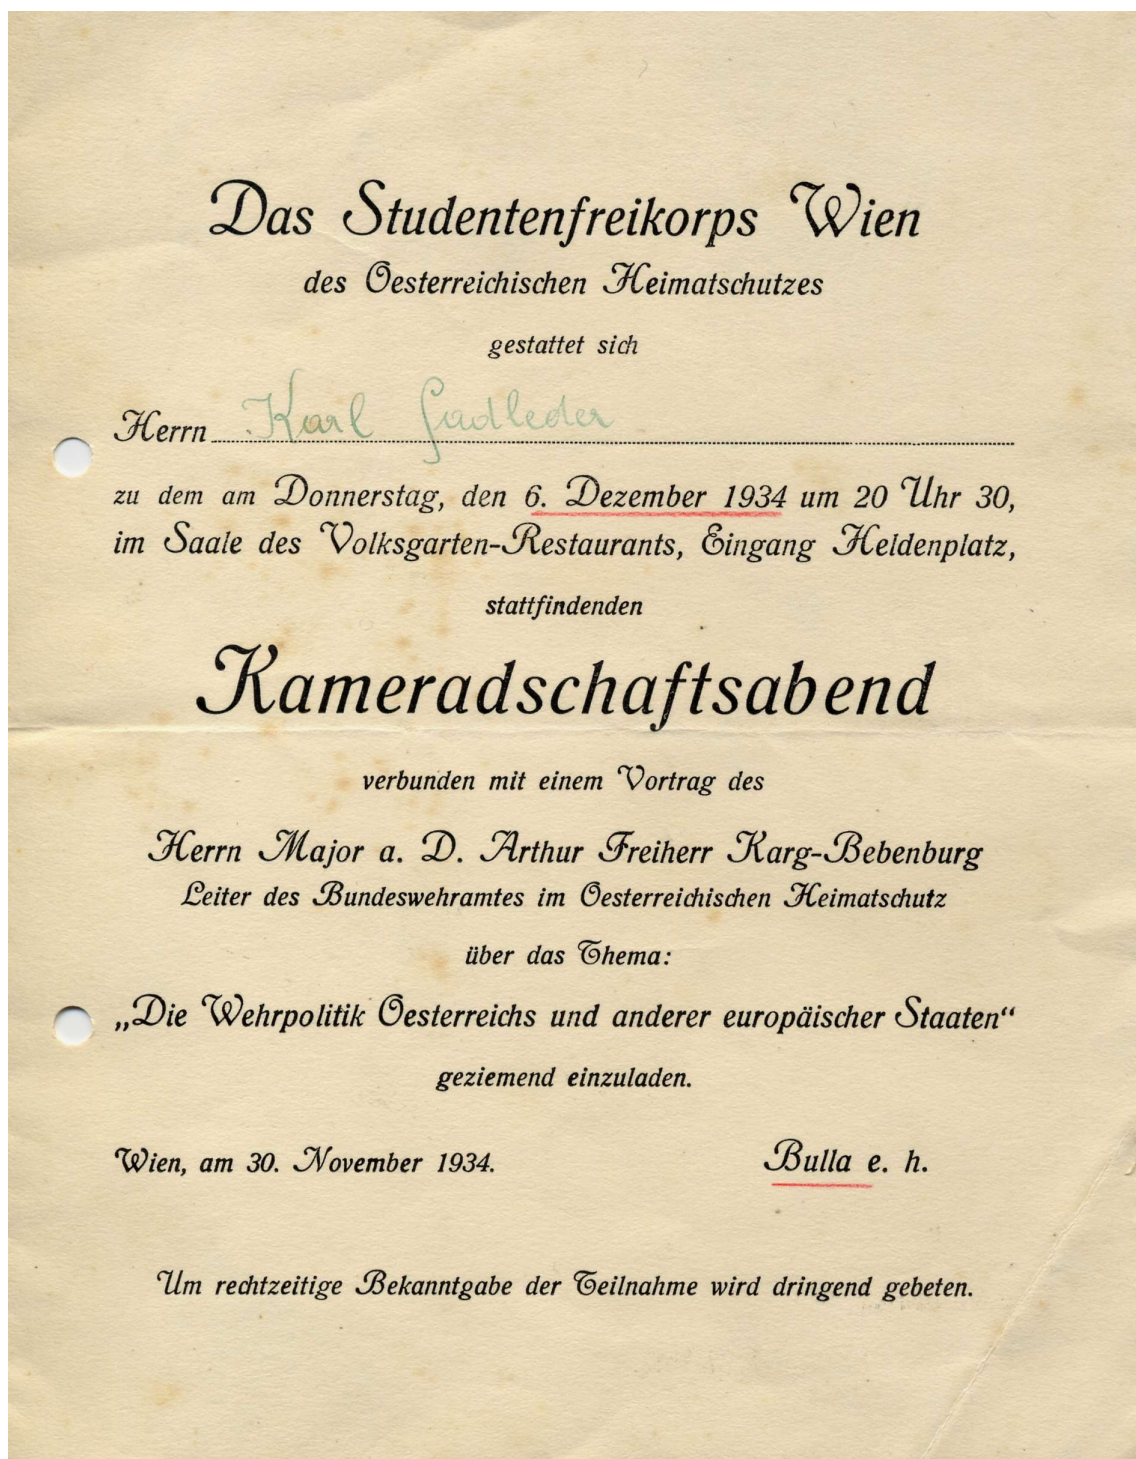 Das Studentenfreikorps Wien
des Oesterreichischen Heimatschutzes
gestattet sich
Herrn Karl
zu dem am Donnerstag, den 6. Dezember 1934 um 20 Uhr 30,
im Saale des Volksgarten-Restaurants, Eingang Heldenplatz,
stattfindenden
Kameradschaftsabend
verbunden mit einem Vortrag des
Herrn Major a. D. Arthur Freiherr Karg-Bebenburg
Leiter des Bundeswehramtes im Oesterreichischen Heimatschutz
über das Thema:
„Die Wehrpolitik Oesterreichs und anderer europäischer Staaten“
geziemend einzuladen.
Wien, am 30. November 1934. Bulla e. h.
Um rechtzeitige Bekanntgabe der Teilnahme wird dringend gebeten.